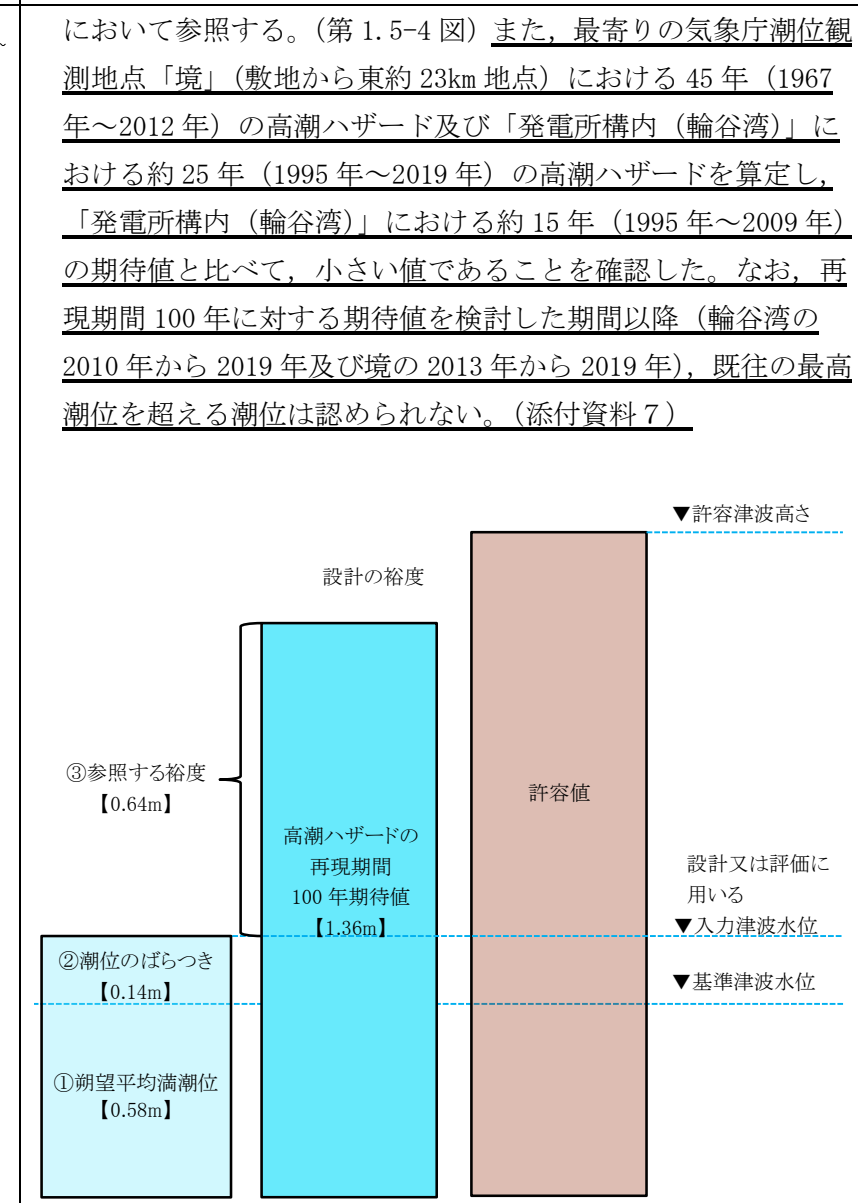 において参照する。（第 1.5-4 図）また，最寄りの気象庁潮位観
測地点「境」（敷地から東約 23km 地点）における 45 年（1967
年～2012 年）の高潮ハザード及び「発電所構内（輪谷湾）」に
おける約 25 年（1995 年～2019 年）の高潮ハザードを算定し，
「発電所構内（輪谷湾）」における約 15 年（1995 年～2009 年）
の期待値と比べて，小さい値であることを確認した。なお，再
現期間 100 年に対する期待値を検討した期間以降（輪谷湾の
2010 年から 2019 年及び境の 2013 年から 2019 年），既往の最高
潮位を超える潮位は認められない。（添付資料７）
▼許容津波高さ
設計の裕度
③参照する裕度
【0.64m】
高潮ハザードの
再現期間
100 年期待値
【1.36m】
許容値
設計又は評価に
用いる
▼入力津波水位
②潮位のばらつき
【0.14m】
▼基準津波水位
①朔望平均満潮位
【0.58m】